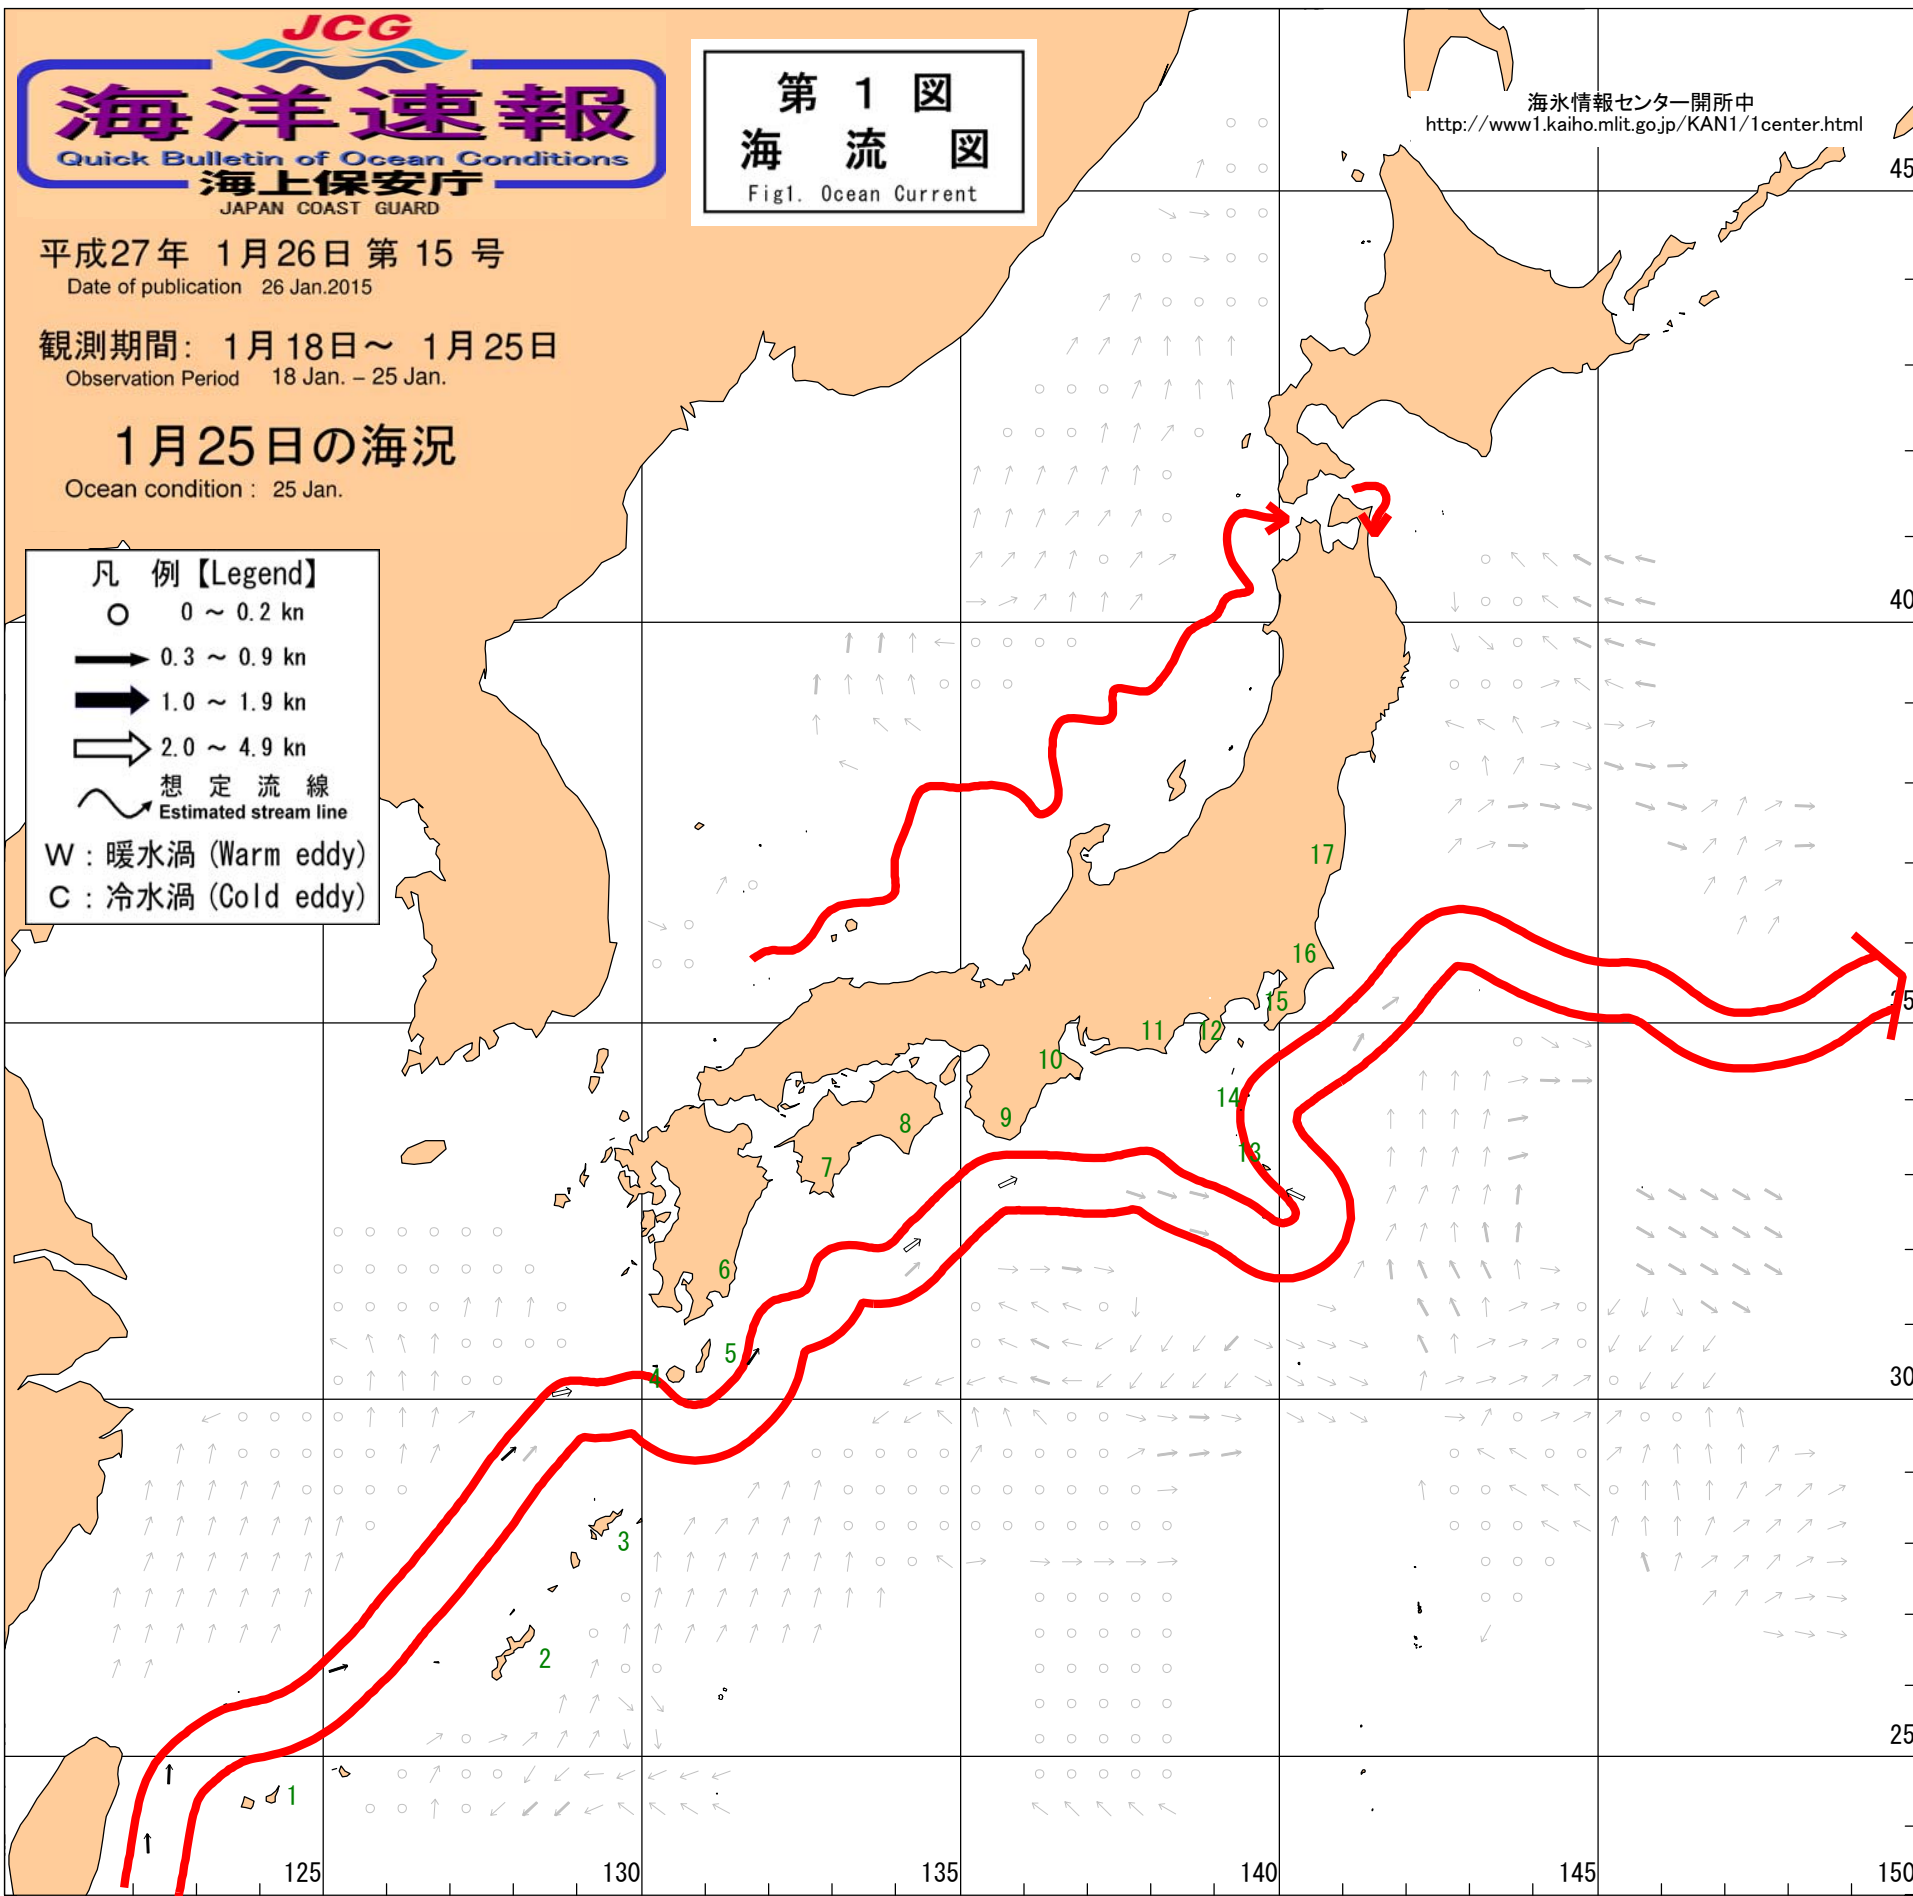 JCG
海洋速報
Quick Bulletin of Ocean Conditions
海上保安庁
JAPAN COAST GUARD
第 1 図
海 流 図
Fig1. Ocean Current
海氷情報センター開所中
http://www1.kaiho.mlit.go.jp/KAN1/1center.html
平成27年 1月26日 第 15 号
Date of publication 26 Jan.2015
観測期間: 1月18日～ 1月25日
Observation Period 18 Jan. – 25 Jan.
1月25日の海況
Ocean condition : 25 Jan.
凡 例【Legend】
0 ～ 0.2 kn
0.3 ～ 0.9 kn
1.0 ～ 1.9 kn
2.0 ～ 4.9 kn
想 定 流 線
Estimated stream line
W : 暖水渦 (Warm eddy)
C : 冷水渦 (Cold eddy)
45
40
17
16
15
35
12
11
10
14
9
8
13
7
6
5
4
30
3
2
25
1
125
130
135
140
145
150